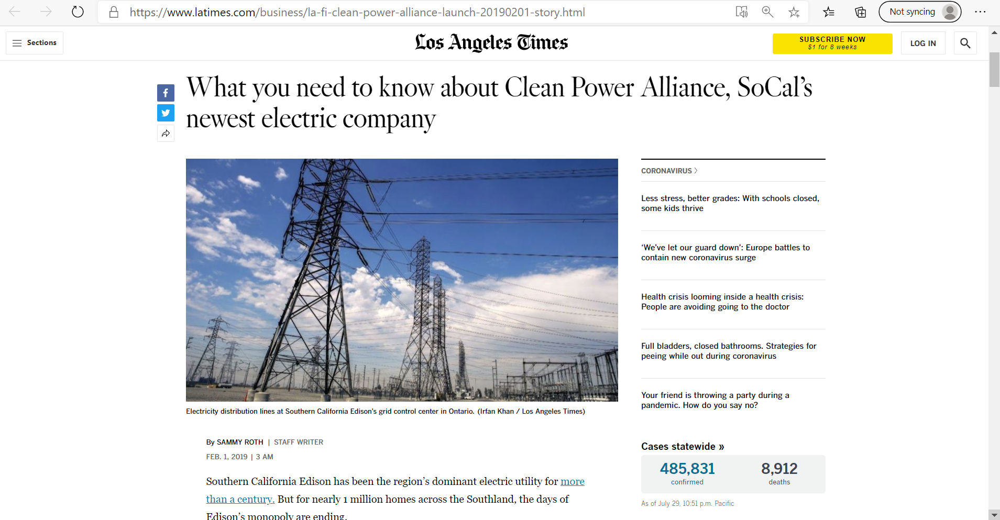 https://www.latimes.com/business/la-fi-clean-power-alliance-launch-20190201-story.html
Not syncing
Sections
Los Angeles Times
SUBSCRIBE NOW
$1 for 8 weeks
LOG IN
What you need to know about Clean Power Alliance, SoCal’s
newest electric company
Electricity distribution lines at Southern California Edison’s grid control center in Ontario. (Irfan Khan / Los Angeles Times)
By SAMMY ROTH | STAFF WRITER
FEB. 1, 2019 | 3 AM
Southern California Edison has been the region’s dominant electric utility for more
than a century. But for nearly 1 million homes across the Southland, the days of
Edison’s monopoly are ending.
CORONAVIRUS >
Less stress, better grades: With schools closed,
some kids thrive
‘We’ve let our guard down’: Europe battles to
contain new coronavirus surge
Health crisis looming inside a health crisis:
People are avoiding going to the doctor
Full bladders, closed bathrooms. Strategies for
peeing while out during coronavirus
Your friend is throwing a party during a
pandemic. How do you say no?
Cases statewide »
485,831 8,912
confirmed deaths
As of July 29, 10:51 p.m. Pacific